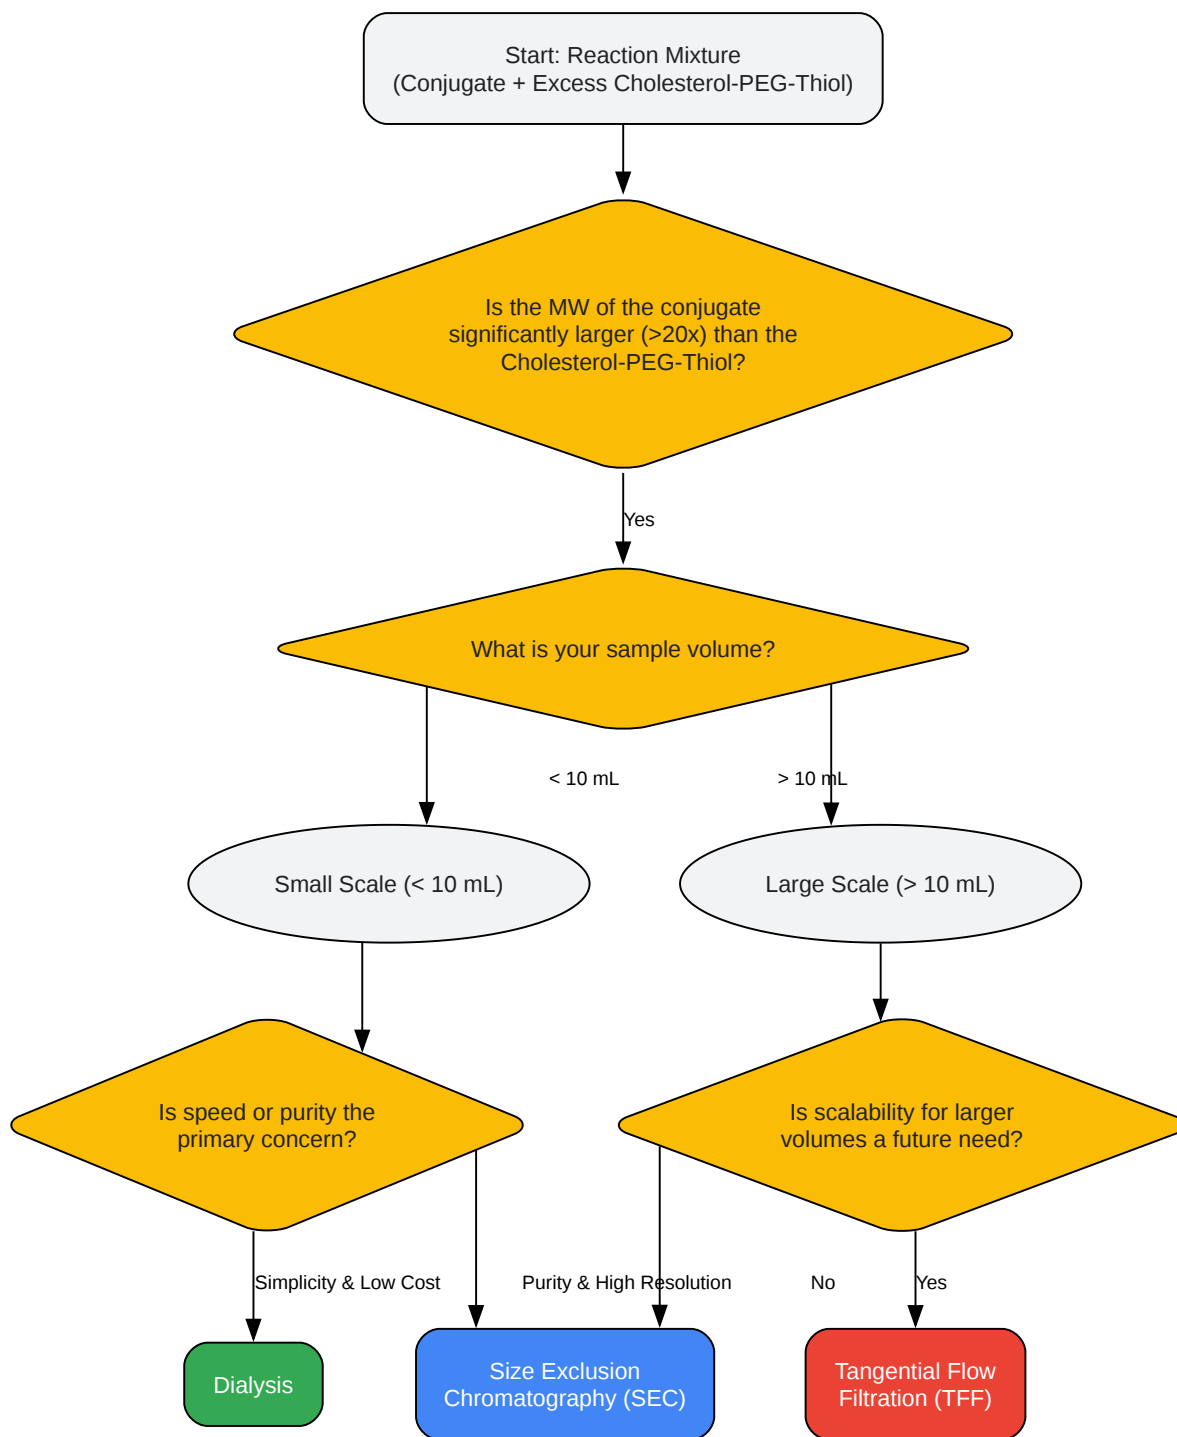 Start: Reaction Mixture
(Conjugate + Excess Cholesterol-PEG-Thiol)
Is the MW of the conjugate
significantly larger (>20x) than the
Cholesterol-PEG-Thiol?
Yes
What is your sample volume?
< 10 mL
> 10 mL
Small Scale (< 10 mL)
Large Scale (> 10 mL)
Is speed or purity the
primary concern?
Is scalability for larger
volumes a future need?
Simplicity & Low Cost
Purity & High Resolution
No
Yes
Dialysis
Size Exclusion
Chromatography (SEC)
Tangential Flow
Filtration (TFF)